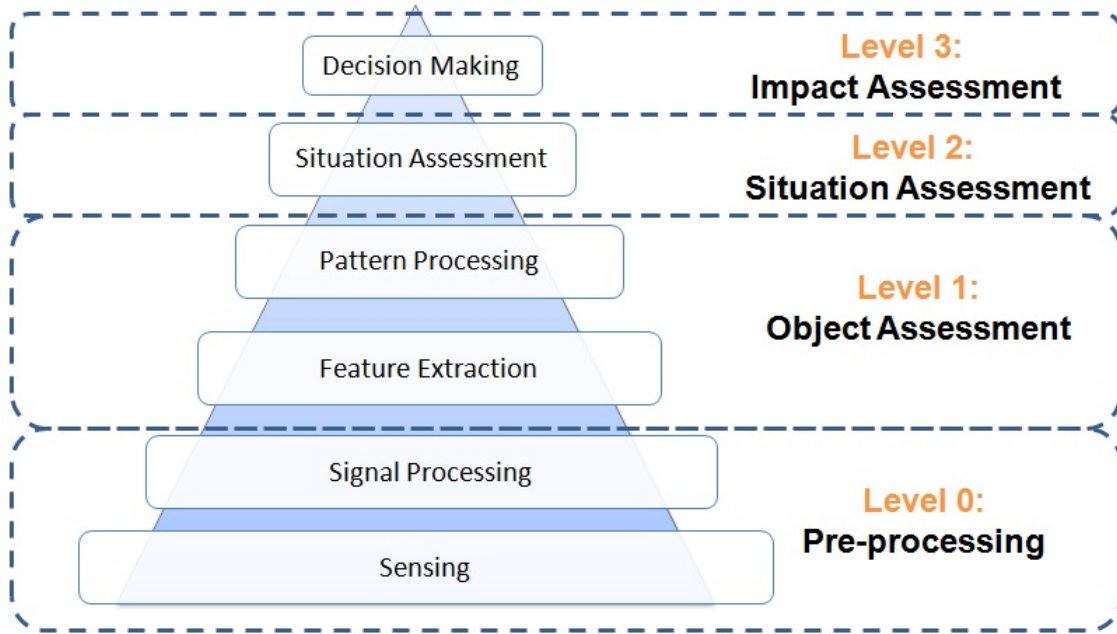 Decision Making
Level 3:
Impact Assessment
Situation Assessment
Level 2:
Situation Assessment
Pattern Processing
Level 1:
Object Assessment
Feature Extraction
Signal Processing
Level 0:
Pre-processing
Sensing